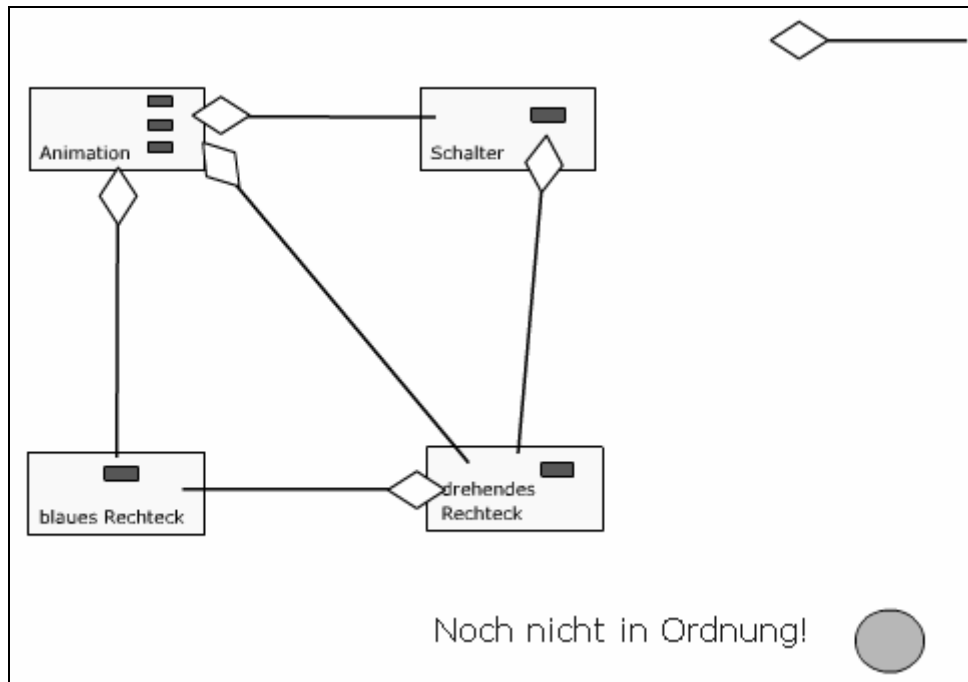 Animation
Schalter
blaues Rechteck
drehendes
Rechteck
Noch nicht in Ordnung!